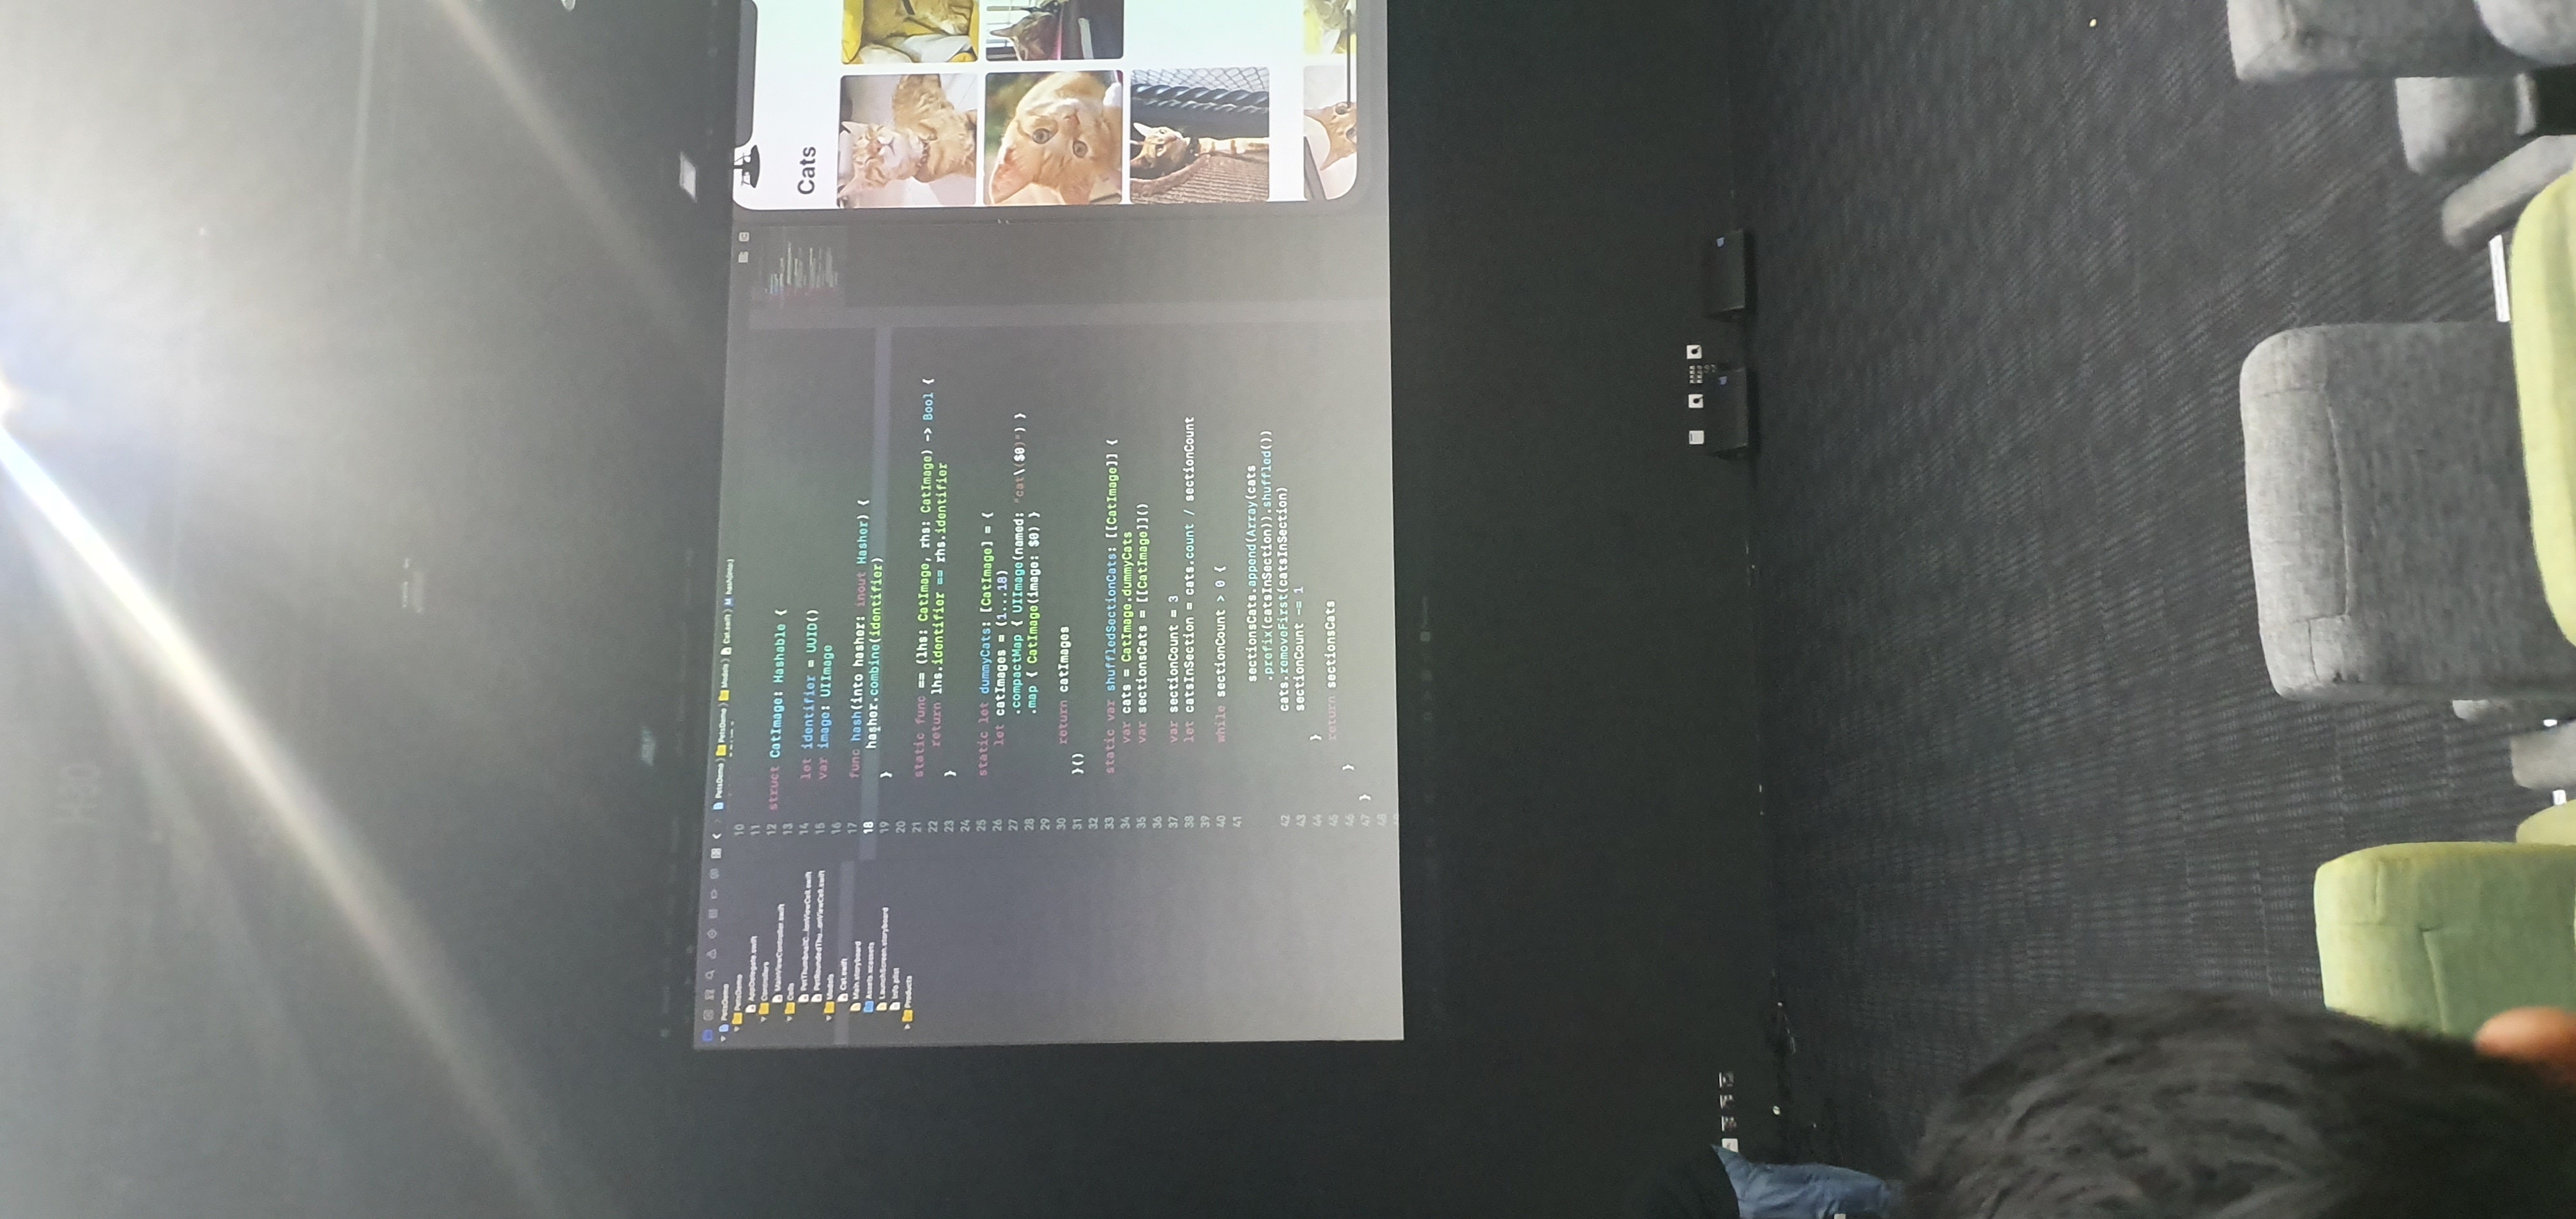 PetsDemo
PetsDemo
AppDelegate.swift
Controllers
MainViewController.swift
Cells
PetThumbnailC...ionViewCell.swift
PetRoundedThu...onViewCell.swift
Models
Cat.swift
Main.storyboard
Assets.xcassets
LaunchScreen.storyboard
Info.plist
Products
PetsDemo PetsDemo Models Cat.swift M hash(into:)
10
11
12 struct CatImage: Hashable {
13
14 let identifier = UUID()
15 var image: UIImage
16
17 func hash(into hasher: inout Hasher) {
18 hasher.combine(identifier)
19 }
20
21 static func == (lhs: CatImage, rhs: CatImage) -> Bool {
22 return lhs.identifier == rhs.identifier
23 }
24
25 static let dummyCats: [CatImage] = {
26 let catImages = (1...18)
27 .compactMap { UIImage(named: "cat\($0)") }
28 .map { CatImage(image: $0) }
29
30 return catImages
31 }()
32
33 static var shuffledSectionCats: [[CatImage]] {
34 var cats = CatImage.dummyCats
35 var sectionsCats = [[CatImage]]()
36
37 var sectionCount = 3
38 let catsInSection = cats.count / sectionCount
39
40 while sectionCount > 0 {
41
sectionsCats.append(Array(cats
.prefix(catsInSection)).shuffled())
42 cats.removeFirst(catsInSection)
43 sectionCount -= 1
44 }
45 return sectionsCats
46 }
47 }
48
Cats